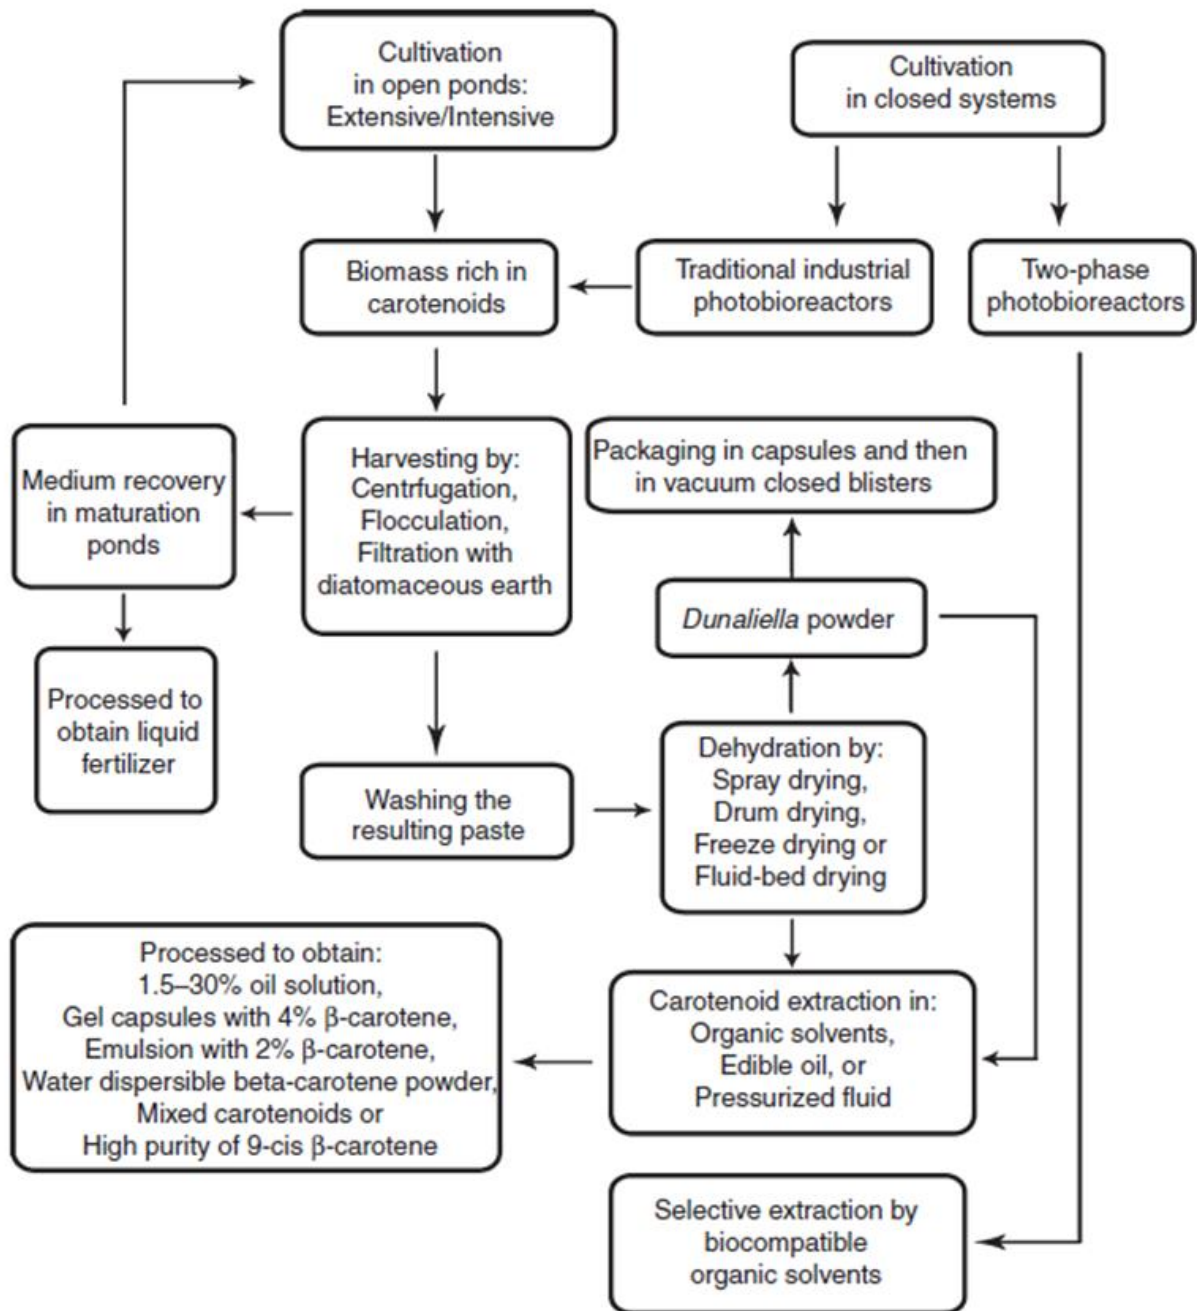 Cultivation
in open ponds:
Extensive/Intensive
Cultivation
in closed systems
Biomass rich in
carotenoids
Traditional industrial
photobioreactors
Two-phase
photobioreactors
Medium recovery
in maturation
ponds
Harvesting by:
Centrfugation,
Flocculation,
Filtration with
diatomaceous earth
Packaging in capsules and then
in vacuum closed blisters
Dunaliella powder
Processed to
obtain liquid
fertilizer
Washing the
resulting paste
Dehydration by:
Spray drying,
Drum drying,
Freeze drying or
Fluid-bed drying
Processed to obtain:
1.5–30% oil solution,
Gel capsules with 4% β-carotene,
Emulsion with 2% β-carotene,
Water dispersible beta-carotene powder,
Mixed carotenoids or
High purity of 9-cis β-carotene
Carotenoid extraction in:
Organic solvents,
Edible oil, or
Pressurized fluid
Selective extraction by
biocompatible
organic solvents